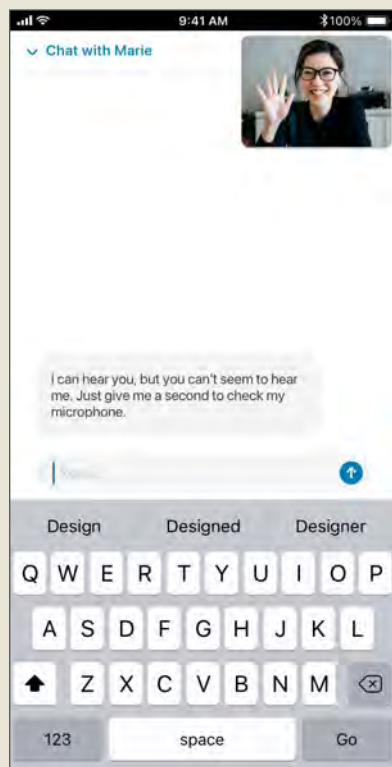 9:41 AM
100%
Chat with Marie
I can hear you, but you can't seem to hear
me. Just give me a second to check my
microphone.
Design Designed Designer
Q W E R T Y U I O P
A S D F G H J K L
Z X C V B N M
123 space Go